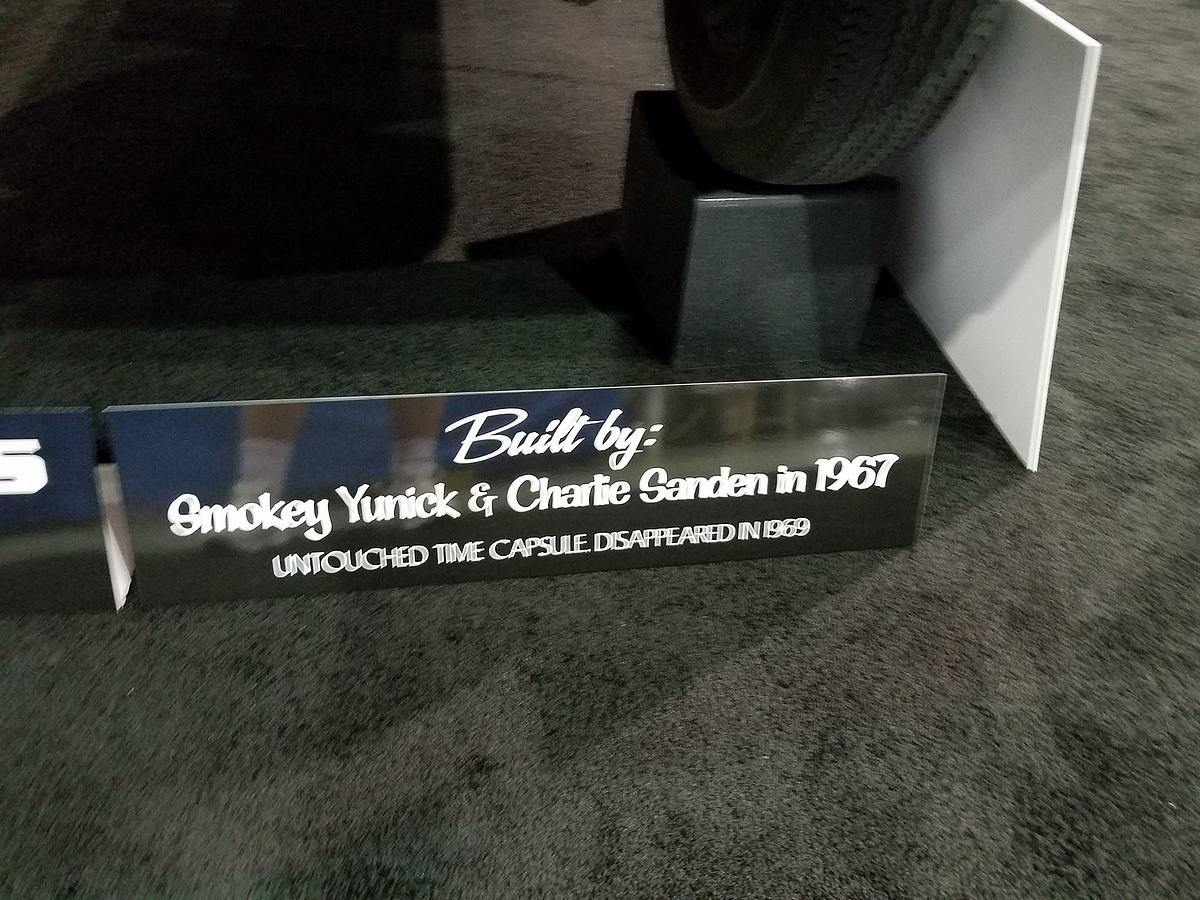 S
Built by:
Smokey Yunick & Charlie Sanden in 1967
UNTOUCHED TIME CAPSULE. DISAPPEARED IN 1969